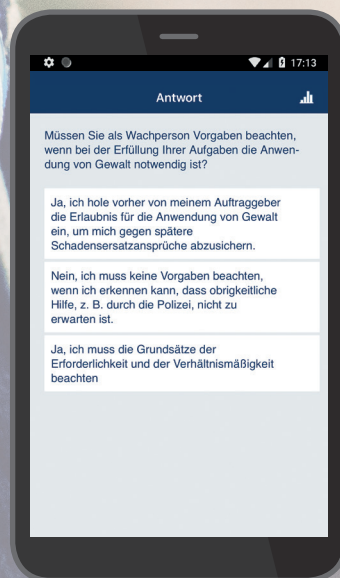 17:13
Antwort
Müssen Sie als Wachperson Vorgaben beachten,
wenn bei der Erfüllung Ihrer Aufgaben die Anwen-
dung von Gewalt notwendig ist?
Ja, ich hole vorher von meinem Auftraggeber
die Erlaubnis für die Anwendung von Gewalt
ein, um mich gegen spätere
Schadensersatzansprüche abzusichern.
Nein, ich muss keine Vorgaben beachten,
wenn ich erkennen kann, dass obrigkeitliche
Hilfe, z. B. durch die Polizei, nicht zu
erwarten ist.
Ja, ich muss die Grundsätze der
Erforderlichkeit und der Verhältnismäßigkeit
beachten